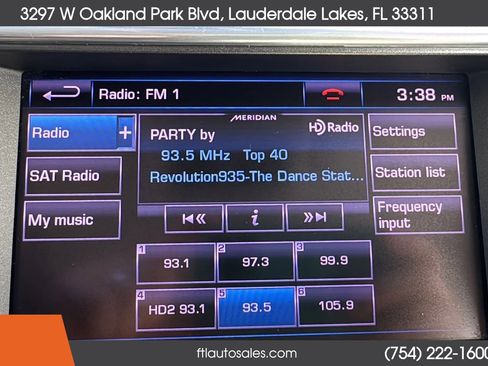 3297 W Oakland Park Blvd, Lauderdale Lakes, FL 33311
Radio: FM 1
3:38 PM
MERIDIAN
HD Radio
Radio +
PARTY by
Settings
93.5 MHz Top 40
SAT Radio
Revolution935-The Dance Stat...
Station list
My music
i
Frequency
input
1 93.1
2 97.3
3 99.9
4 HD2 93.1
5 93.5
6 105.9
ftlautosales.com
(754) 222-1600